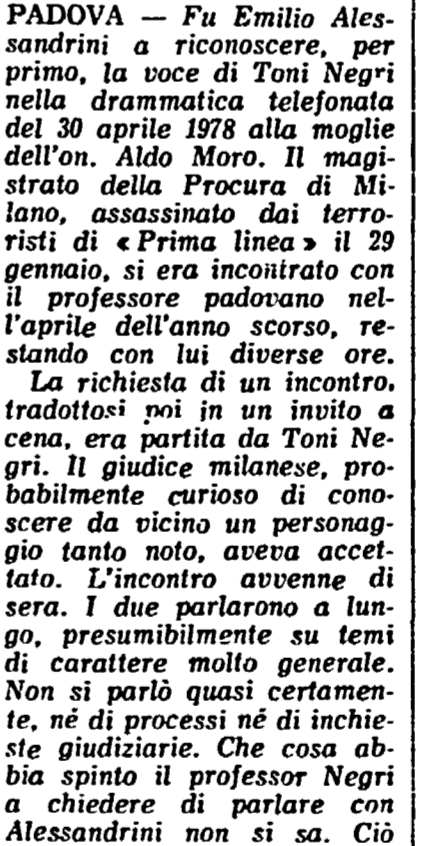 PADOVA — Fu Emilio Ales-
sandrini a riconoscere, per
primo, la voce di Toni Negri
nella drammatica telefonata
del 30 aprile 1978 alla moglie
dell'on. Aldo Moro. Il magi-
strato della Procura di Mi-
lano, assassinato dai terro-
risti di «Prima linea» il 29
gennaio, si era incontrato con
il professore padovano nel-
l'aprile dell'anno scorso, re-
stando con lui diverse ore.
La richiesta di un incontro,
tradottosi poi in un invito a
cena, era partita da Toni Ne-
gri. Il giudice milanese, pro-
babilmente curioso di cono-
scere da vicino un personag-
gio tanto noto, aveva accet-
tato. L'incontro avvenne di
sera. I due parlarono a lun-
go, presumibilmente su temi
di carattere molto generale.
Non si parlò quasi certamen-
te, né di processi né di inchie-
ste giudiziarie. Che cosa ab-
bia spinto il professor Negri
a chiedere di parlare con
Alessandrini non si sa. Ciò